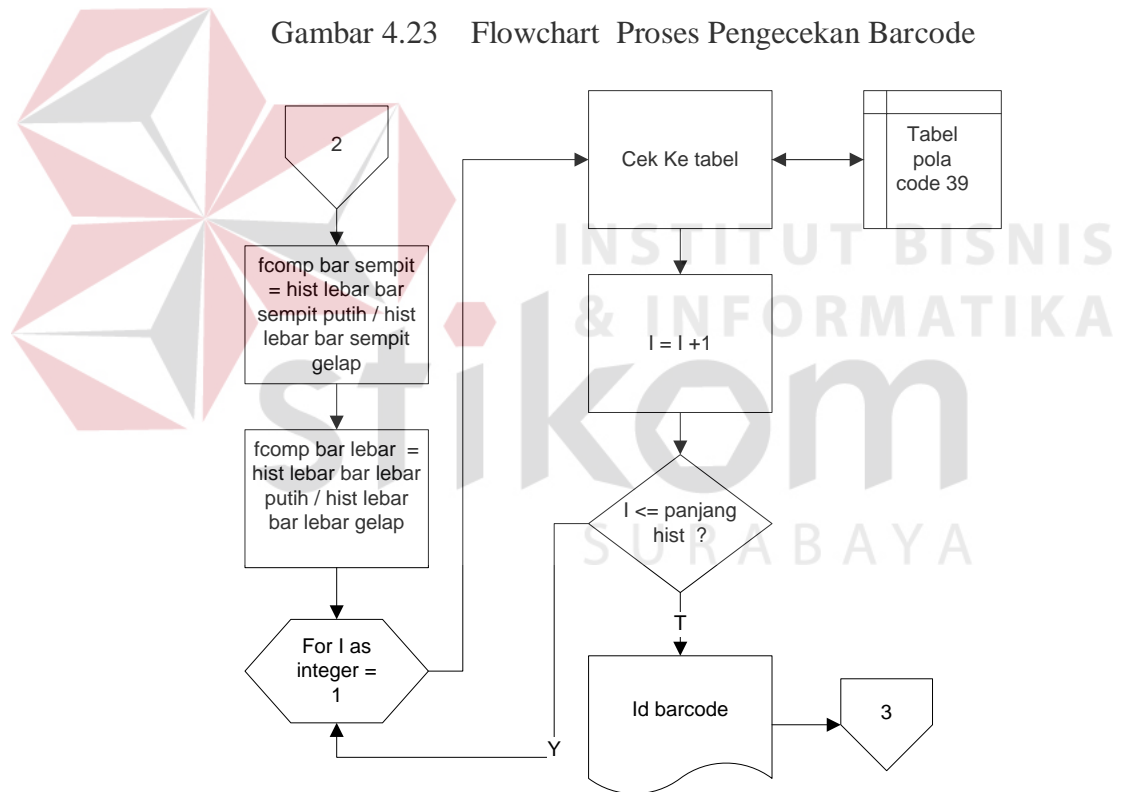 Gambar 4.23 Flowchart Proses Pengecekan Barcode
2
fcomp bar sempit
= hist lebar bar
sempit putih / hist
lebar bar sempit
gelap
fcomp bar lebar =
hist lebar bar lebar
putih / hist lebar
bar lebar gelap
For I as
integer =
1
Cek Ke tabel
Tabel
pola
code 39
I = I +1
I <= panjang
hist ?
Y
T
Id barcode
3
INSTITUT BISNIS
& INFORMATIKA
stikom
SURABAYA